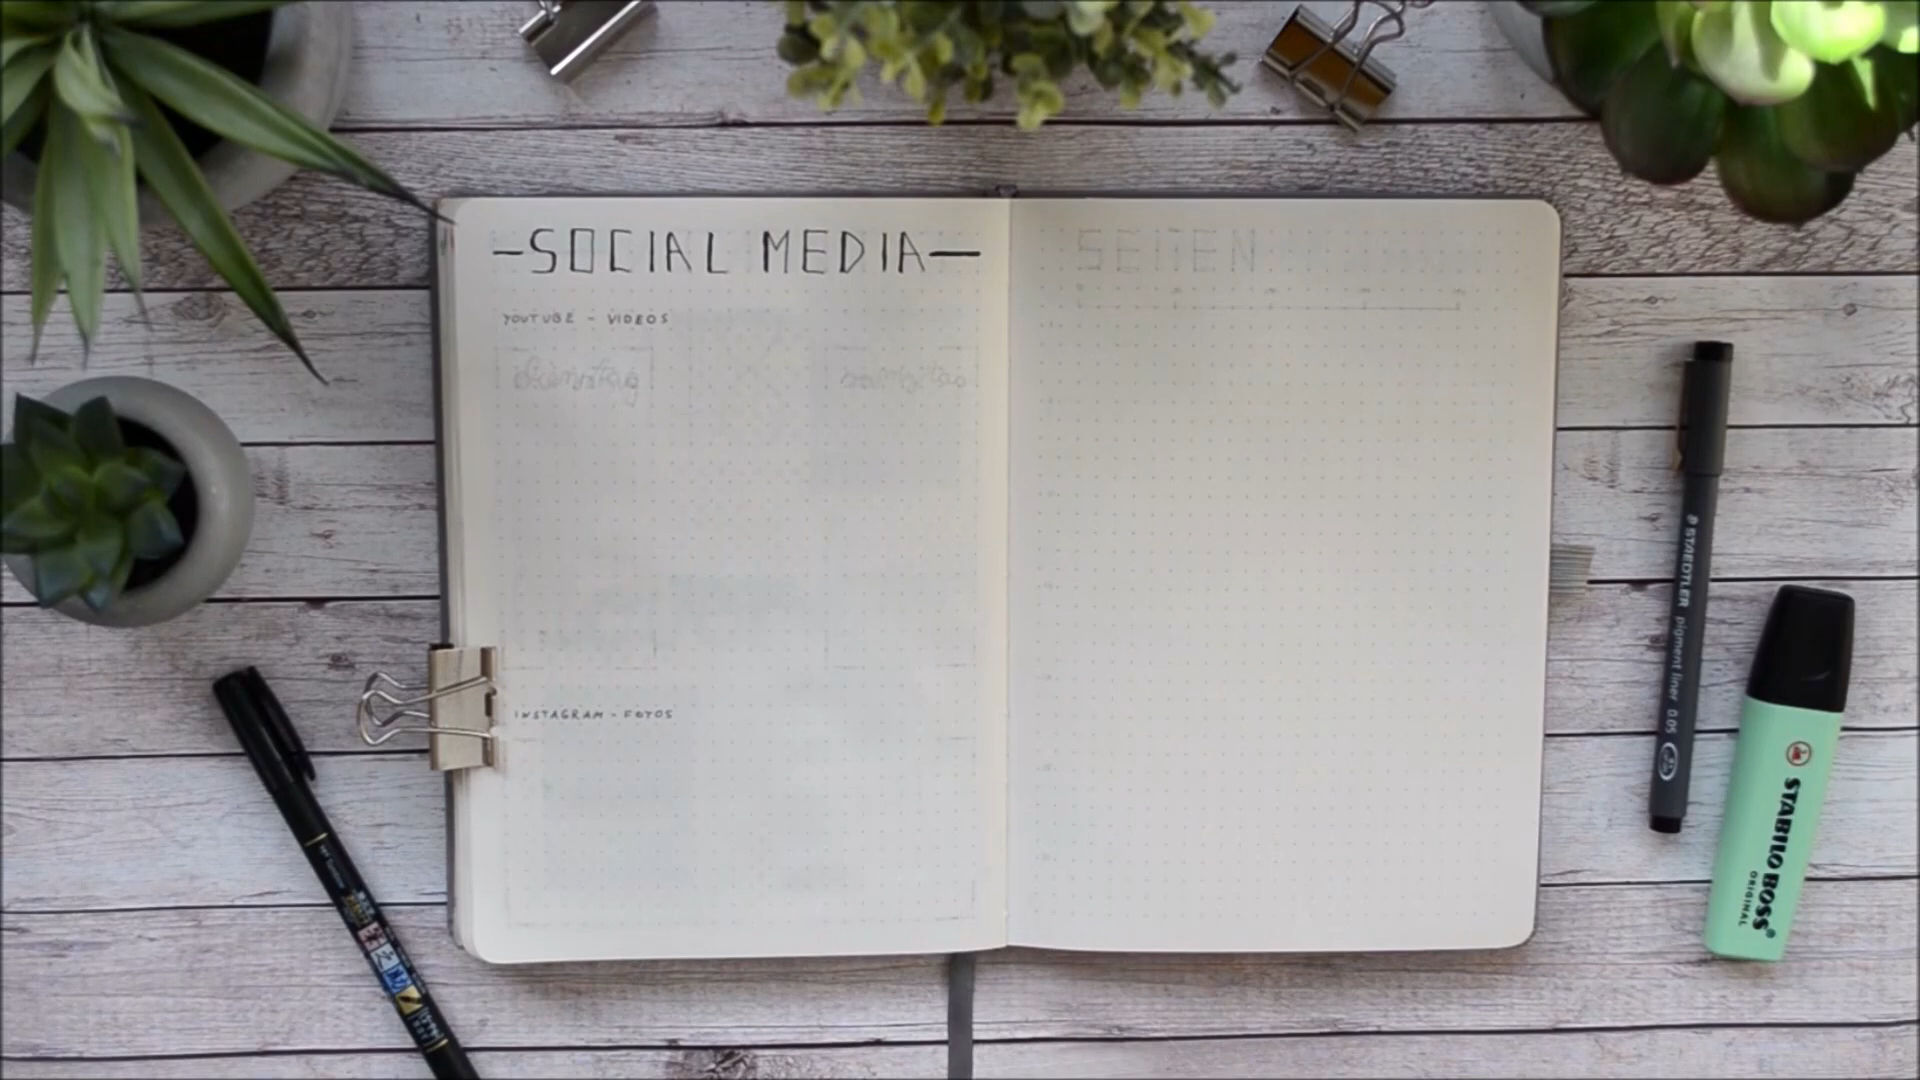 -SOCIAL MEDIA-
YOUTUBE - VIDEOS
INSTAGRAM - FOTOS
SEITEN
STAEDTLER pigment liner 0.05
STABILO BOSS®
ORIGINAL